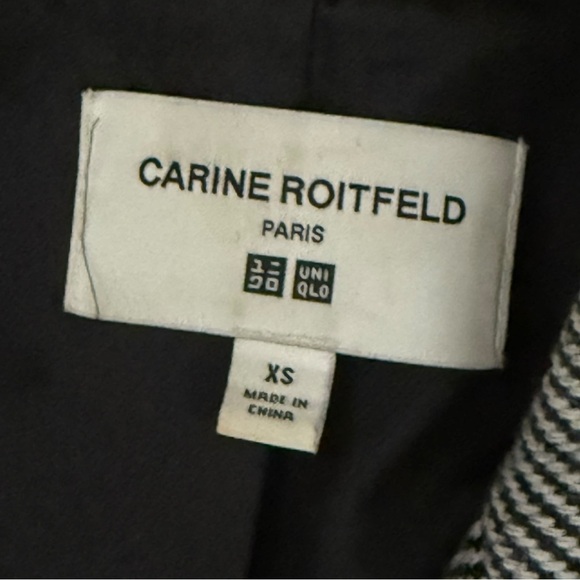 CARINE ROITFELD
PARIS
ユニ UNI
クロ QLO
XS
MADE IN
CHINA